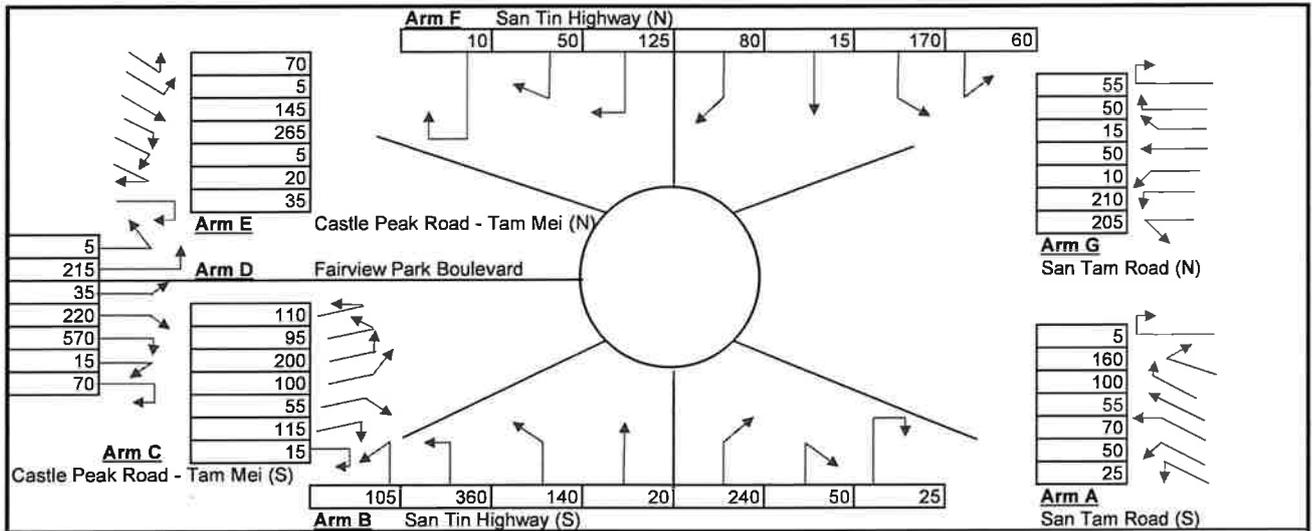 Arm F San Tin Highway (N)
10 50 125 80 15 170 60
70
5
145
265
5
20
35
Arm E Castle Peak Road - Tam Mei (N)
55
50
15
50
10
210
205
Arm G
San Tam Road (N)
5
215
35
220
570
15
70
Arm D Fairview Park Boulevard
110
95
200
100
55
115
15
Arm C
Castle Peak Road - Tam Mei (S)
5
160
100
55
70
50
25
Arm A
San Tam Road (S)
105 360 140 20 240 50 25
Arm B San Tin Highway (S)